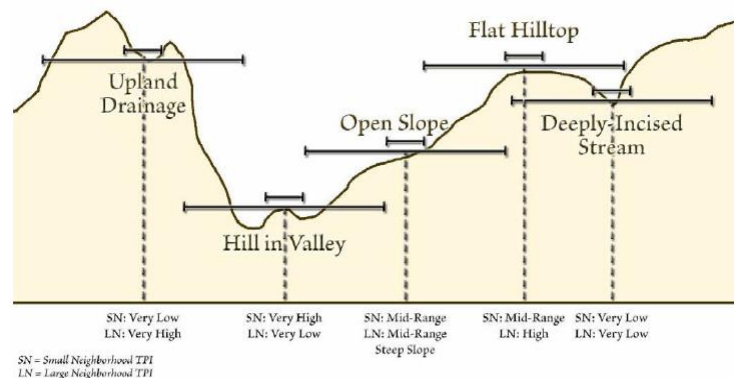 Flat Hilltop
Upland
Drainage
Open Slope
Deeply-Incised
Stream
Hill in Valley
SN: Very Low
LN: Very High
SN: Very High
LN: Very Low
SN: Mid-Range
LN: Mid-Range
Steep Slope
SN: Mid-Range
LN: High
SN: Very Low
LN: Very Low
SN = Small Neighborhood TPI
LN = Large Neighborhood TPI